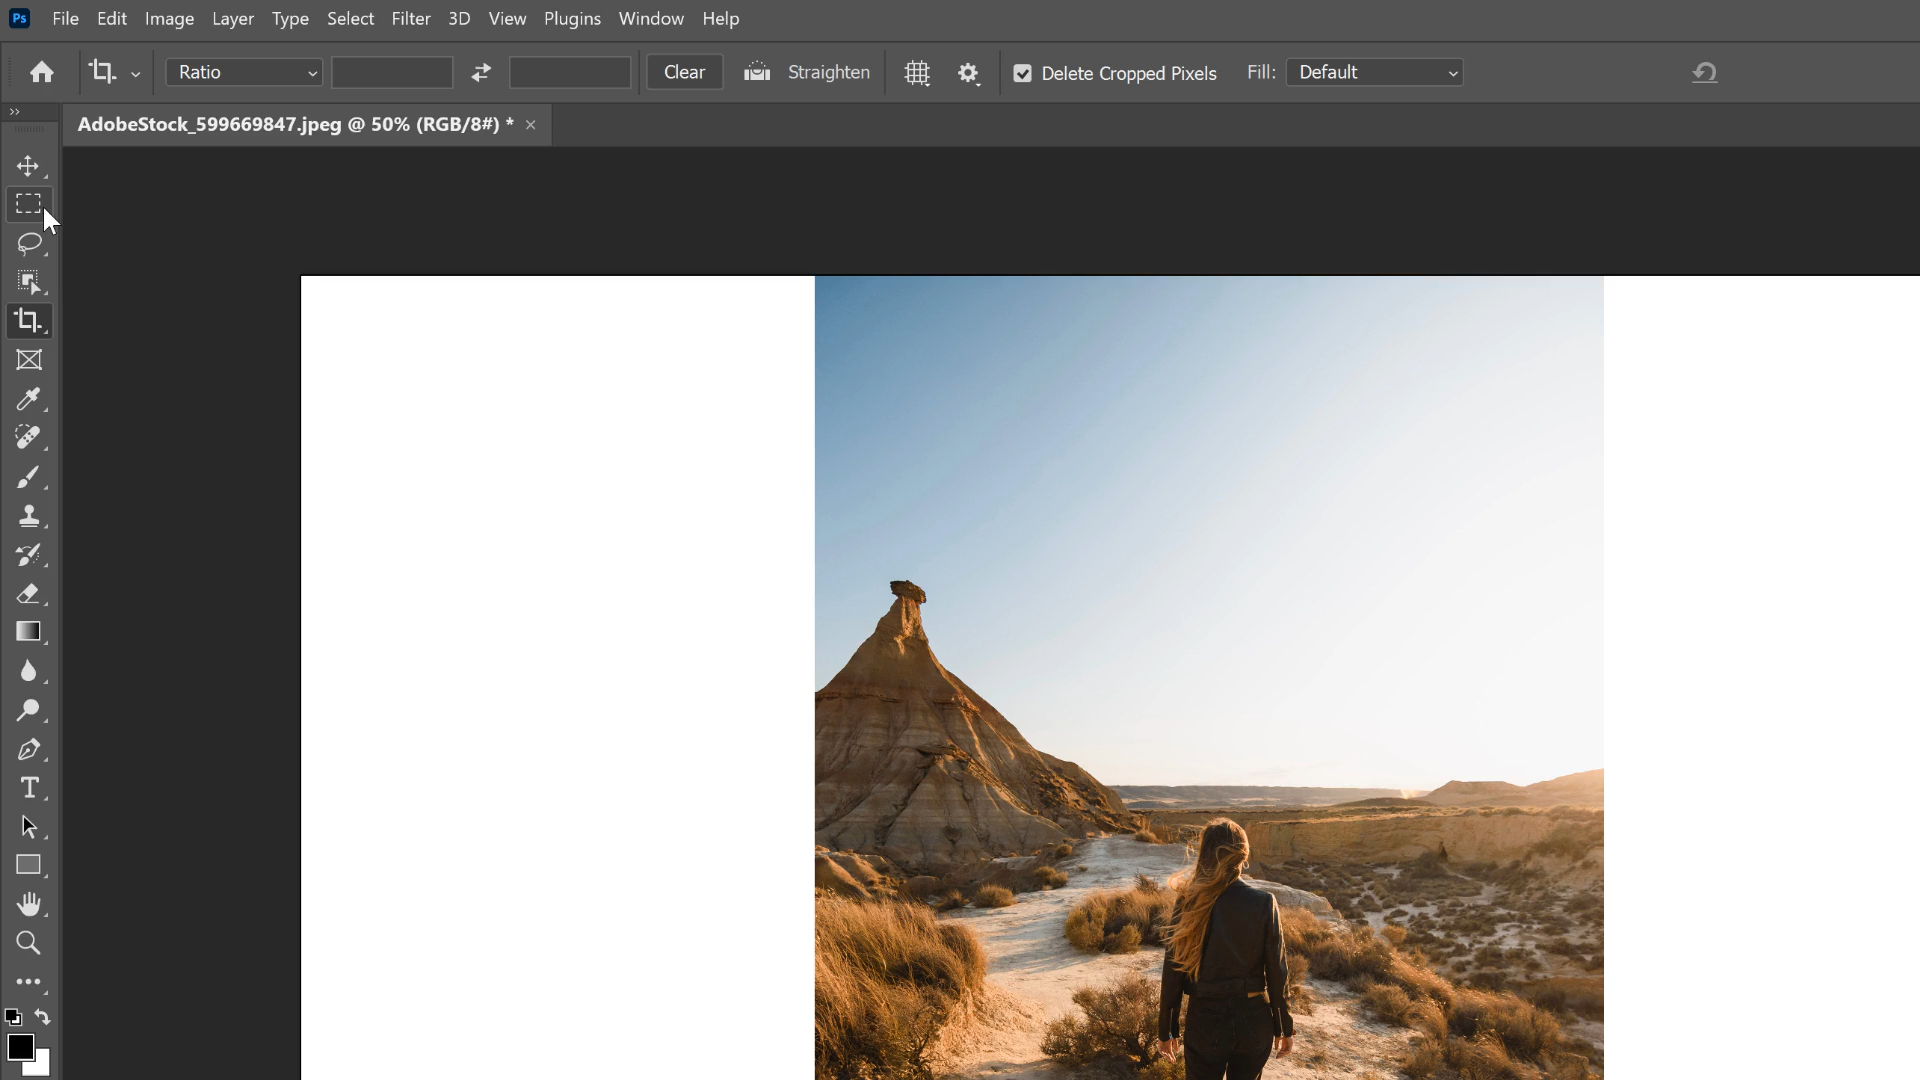 Ps File Edit Image Layer Type Select Filter 3D View Plugins Window Help
Ratio Clear Straighten Delete Cropped Pixels Fill: Default
AdobeStock_599669847.jpeg @ 50% (RGB/8#) * ×
T